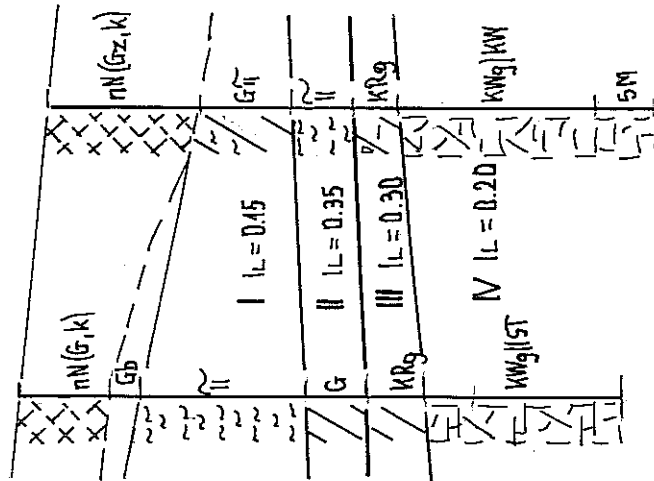 nN(G,k)
Gb
π
G
KRg
KWg||ST
I IL=0.15
II IL=0.35
III IL=0.30
IV IL=0.20
nN(Gz,k)
Gπ
π
KRg
KWg)KW
5M